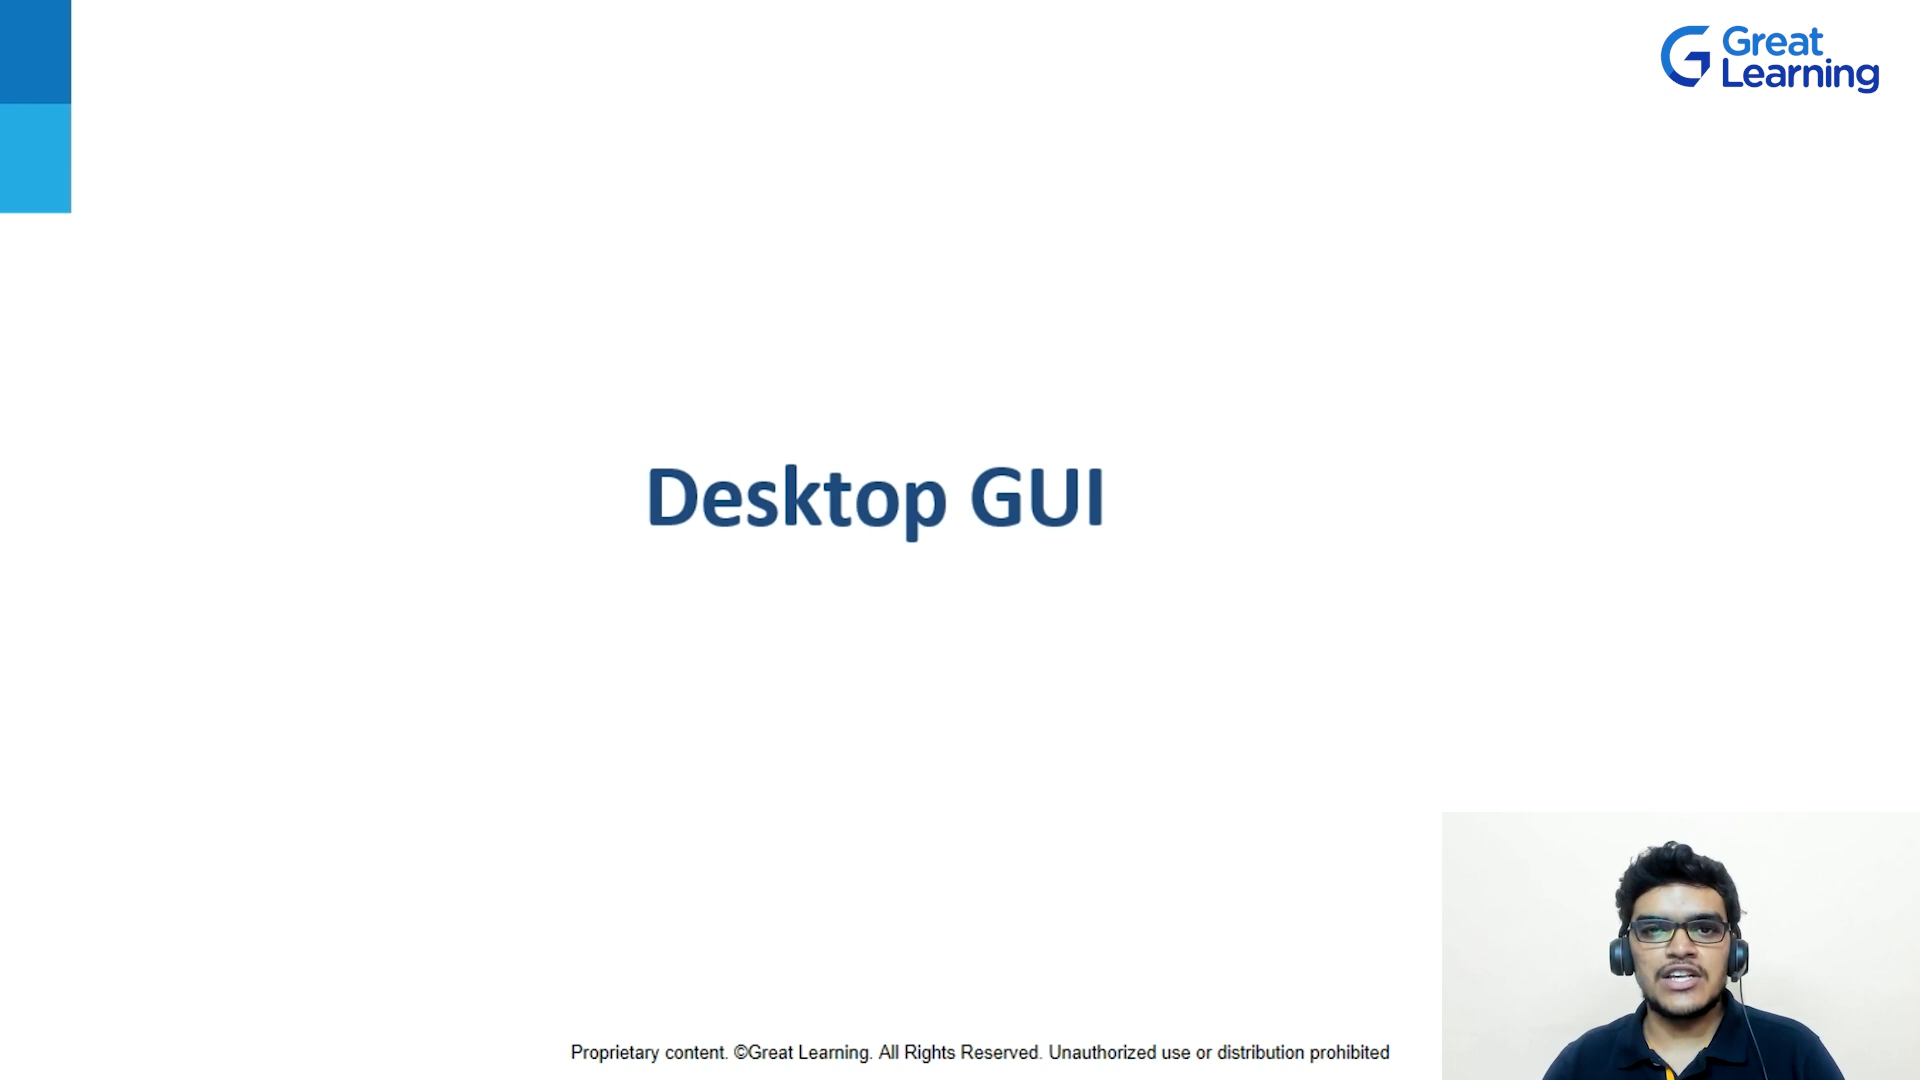 Great
Learning
Desktop GUI
Proprietary content. ©Great Learning. All Rights Reserved. Unauthorized use or distribution prohibited